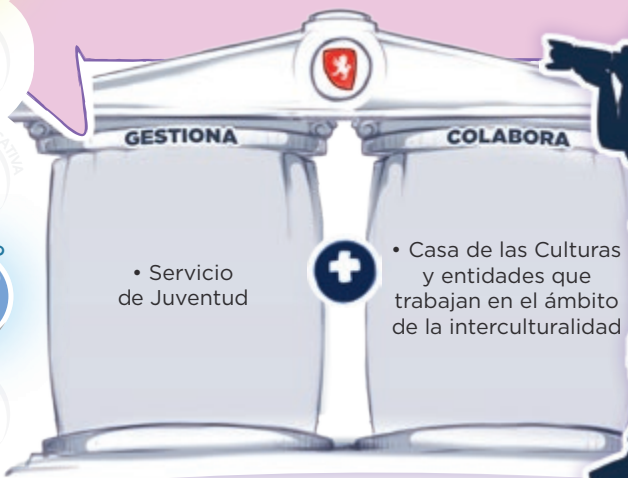 GESTIONA
COLABORA
• Servicio
de Juventud
• Casa de las Culturas
y entidades que
trabajan en el ámbito
de la interculturalidad